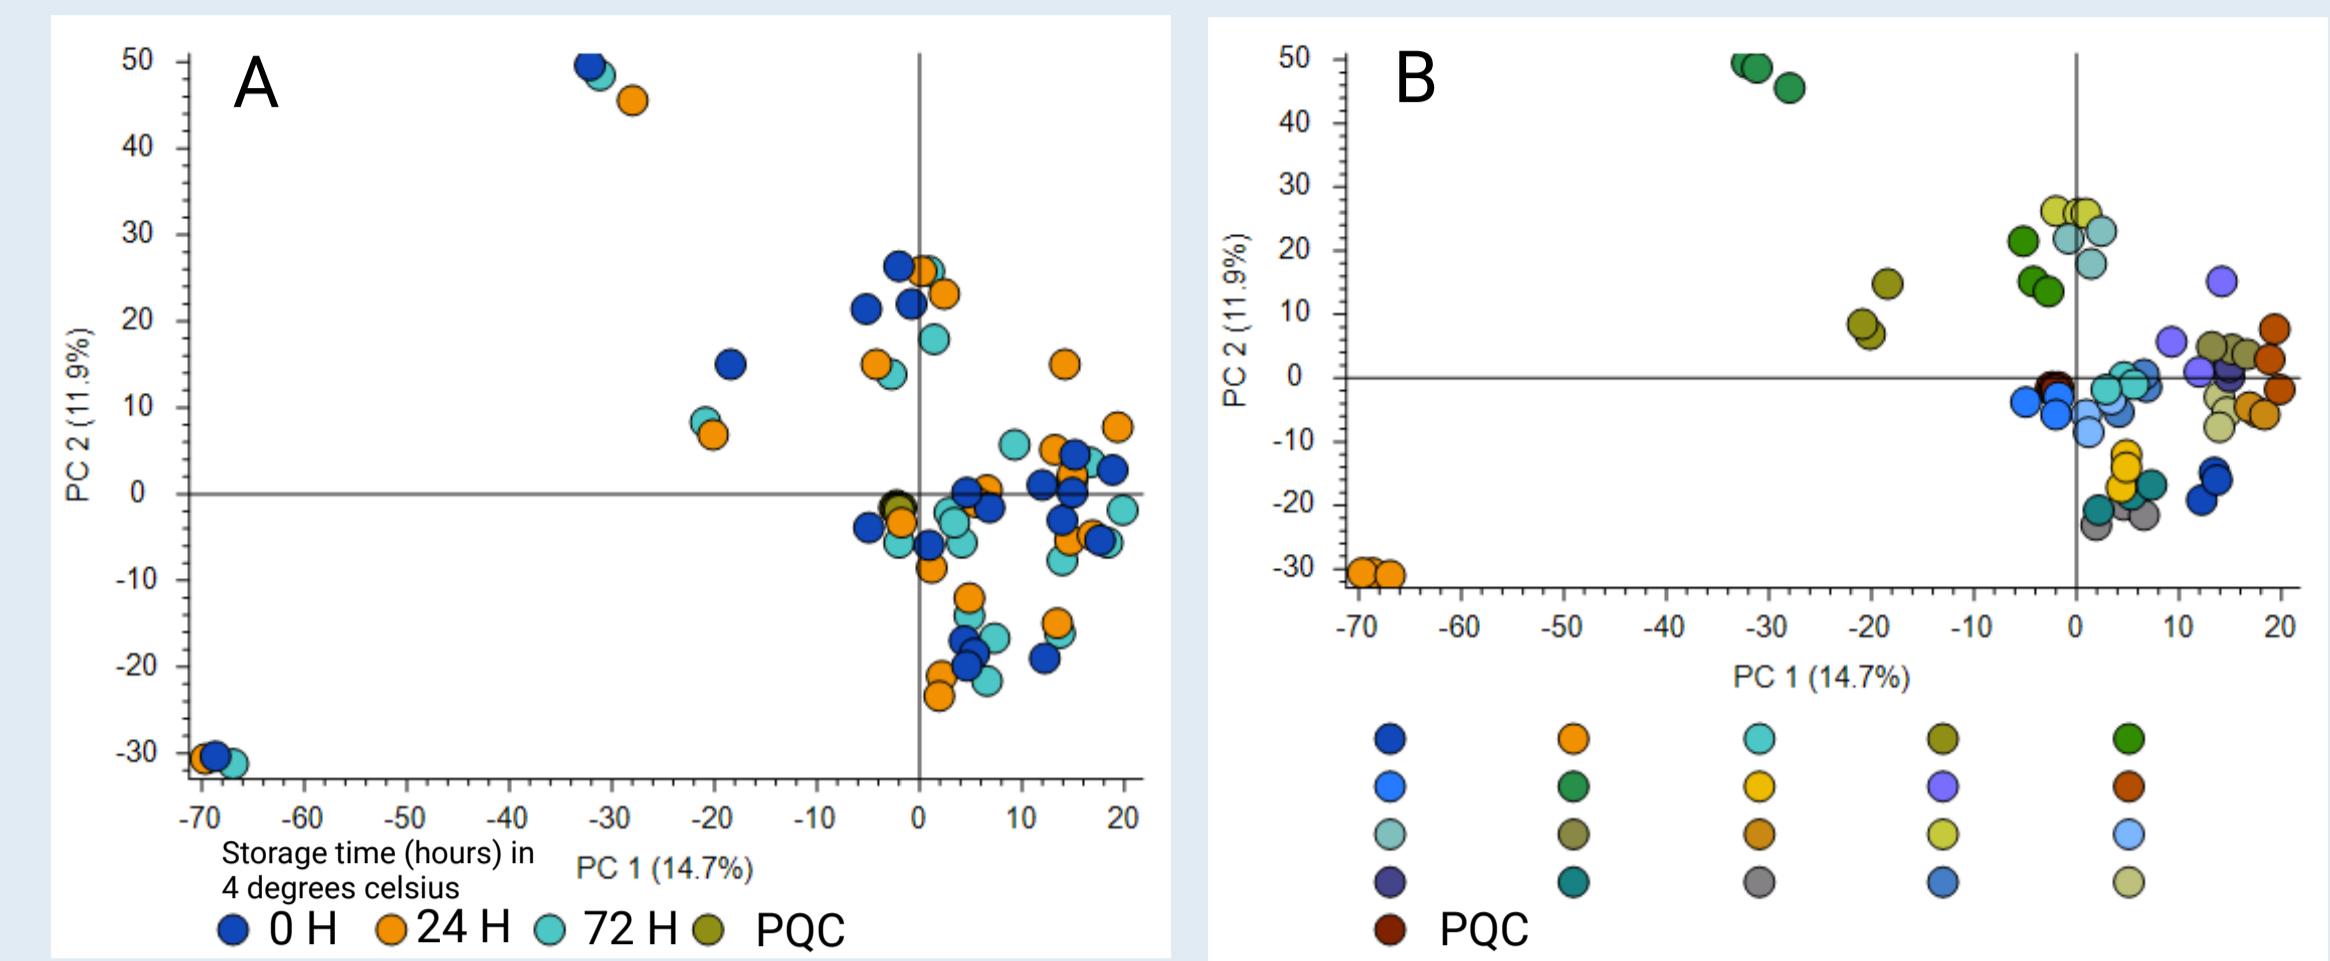 A
50
40
30
20
10
0
-10
-20
-30
PC 2 (11.9%)
-70 -60 -50 -40 -30 -20 -10 0 10 20
PC 1 (14.7%)
Storage time (hours) in
4 degrees celsius
0 H 24 H 72 H PQC
B
50
40
30
20
10
0
-10
-20
-30
PC 2 (11.9%)
-70 -60 -50 -40 -30 -20 -10 0 10 20
PC 1 (14.7%)
PQC